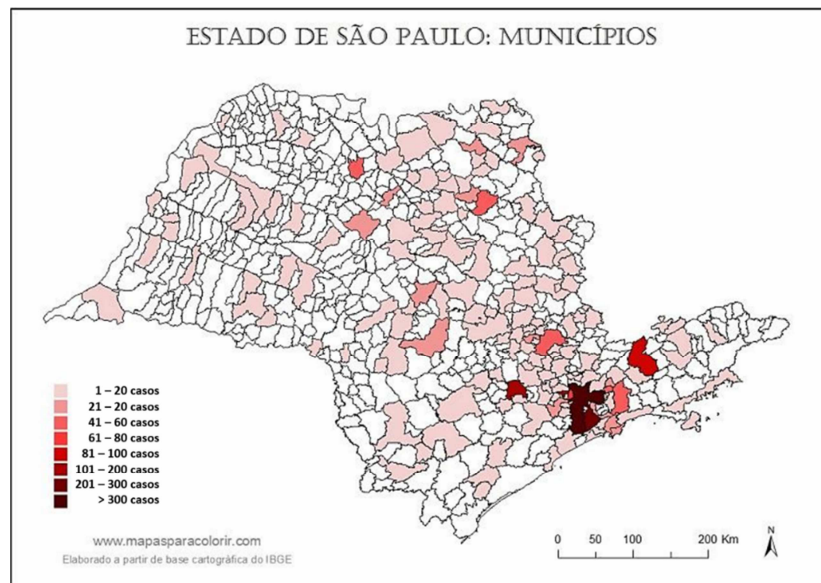 ESTADO DE SÃO PAULO: MUNICÍPIOS
1 – 20 casos
21 – 20 casos
41 – 60 casos
61 – 80 casos
81 – 100 casos
101 – 200 casos
201 – 300 casos
> 300 casos
www.mapasparacolorir.com
Elaborado a partir de base cartográfica do IBGE
0 50 100 200 Km
N